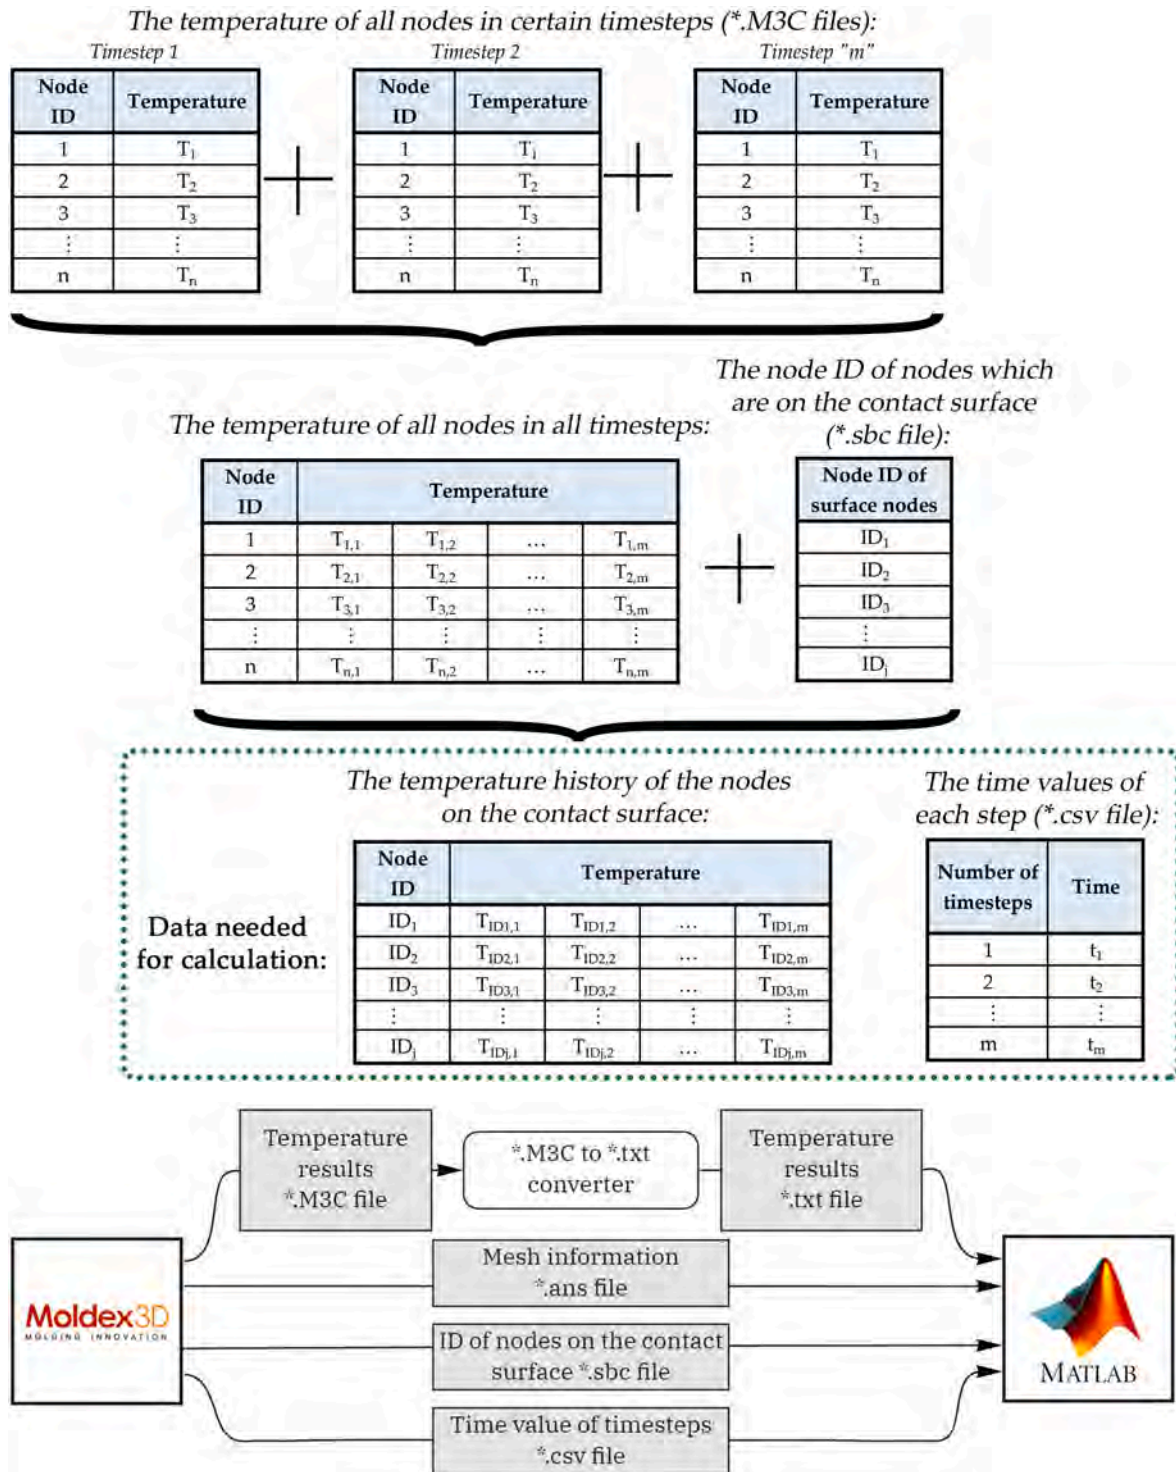 The temperature of all nodes in certain timesteps (*.M3C files):
Timestep 1 Timestep 2 Timestep "m"
Node ID Temperature Node ID Temperature Node ID Temperature
1 T1 1 T1 1 T1
2 T2 2 T2 2 T2
3 T3 3 T3 3 T3
⋮ ⋮ ⋮ ⋮ ⋮ ⋮
n Tn n Tn n Tn
The node ID of nodes which
are on the contact surface
(*.sbc file):
The temperature of all nodes in all timesteps:
Node ID Temperature
1 T1,1 T1,2 ... T1,m
2 T2,1 T2,2 ... T2,m
3 T3,1 T3,2 ... T3,m
⋮ ⋮ ⋮ ⋮ ⋮
n Tn,1 Tn,2 ... Tn,m
Node ID of
surface nodes
ID1
ID2
ID3
⋮
IDj
The temperature history of the nodes
on the contact surface:
The time values of
each step (*.csv file):
Data needed
for calculation:
Node ID Temperature
ID1 TID1,1 TID1,2 ... TID1,m
ID2 TID2,1 TID2,2 ... TID2,m
ID3 TID3,1 TID3,2 ... TID3,m
⋮ ⋮ ⋮ ⋮ ⋮
IDj TIDj,1 TIDj,2 ... TIDj,m
Number of
timesteps Time
1 t1
2 t2
⋮ ⋮
m tm
Temperature
results
*.M3C file
*.M3C to *.txt
converter
Temperature
results
*.txt file
Moldex3D
MOLDING INNOVATION
Mesh information
*.ans file
ID of nodes on the contact
surface *.sbc file
Time value of timesteps
*.csv file
MATLAB